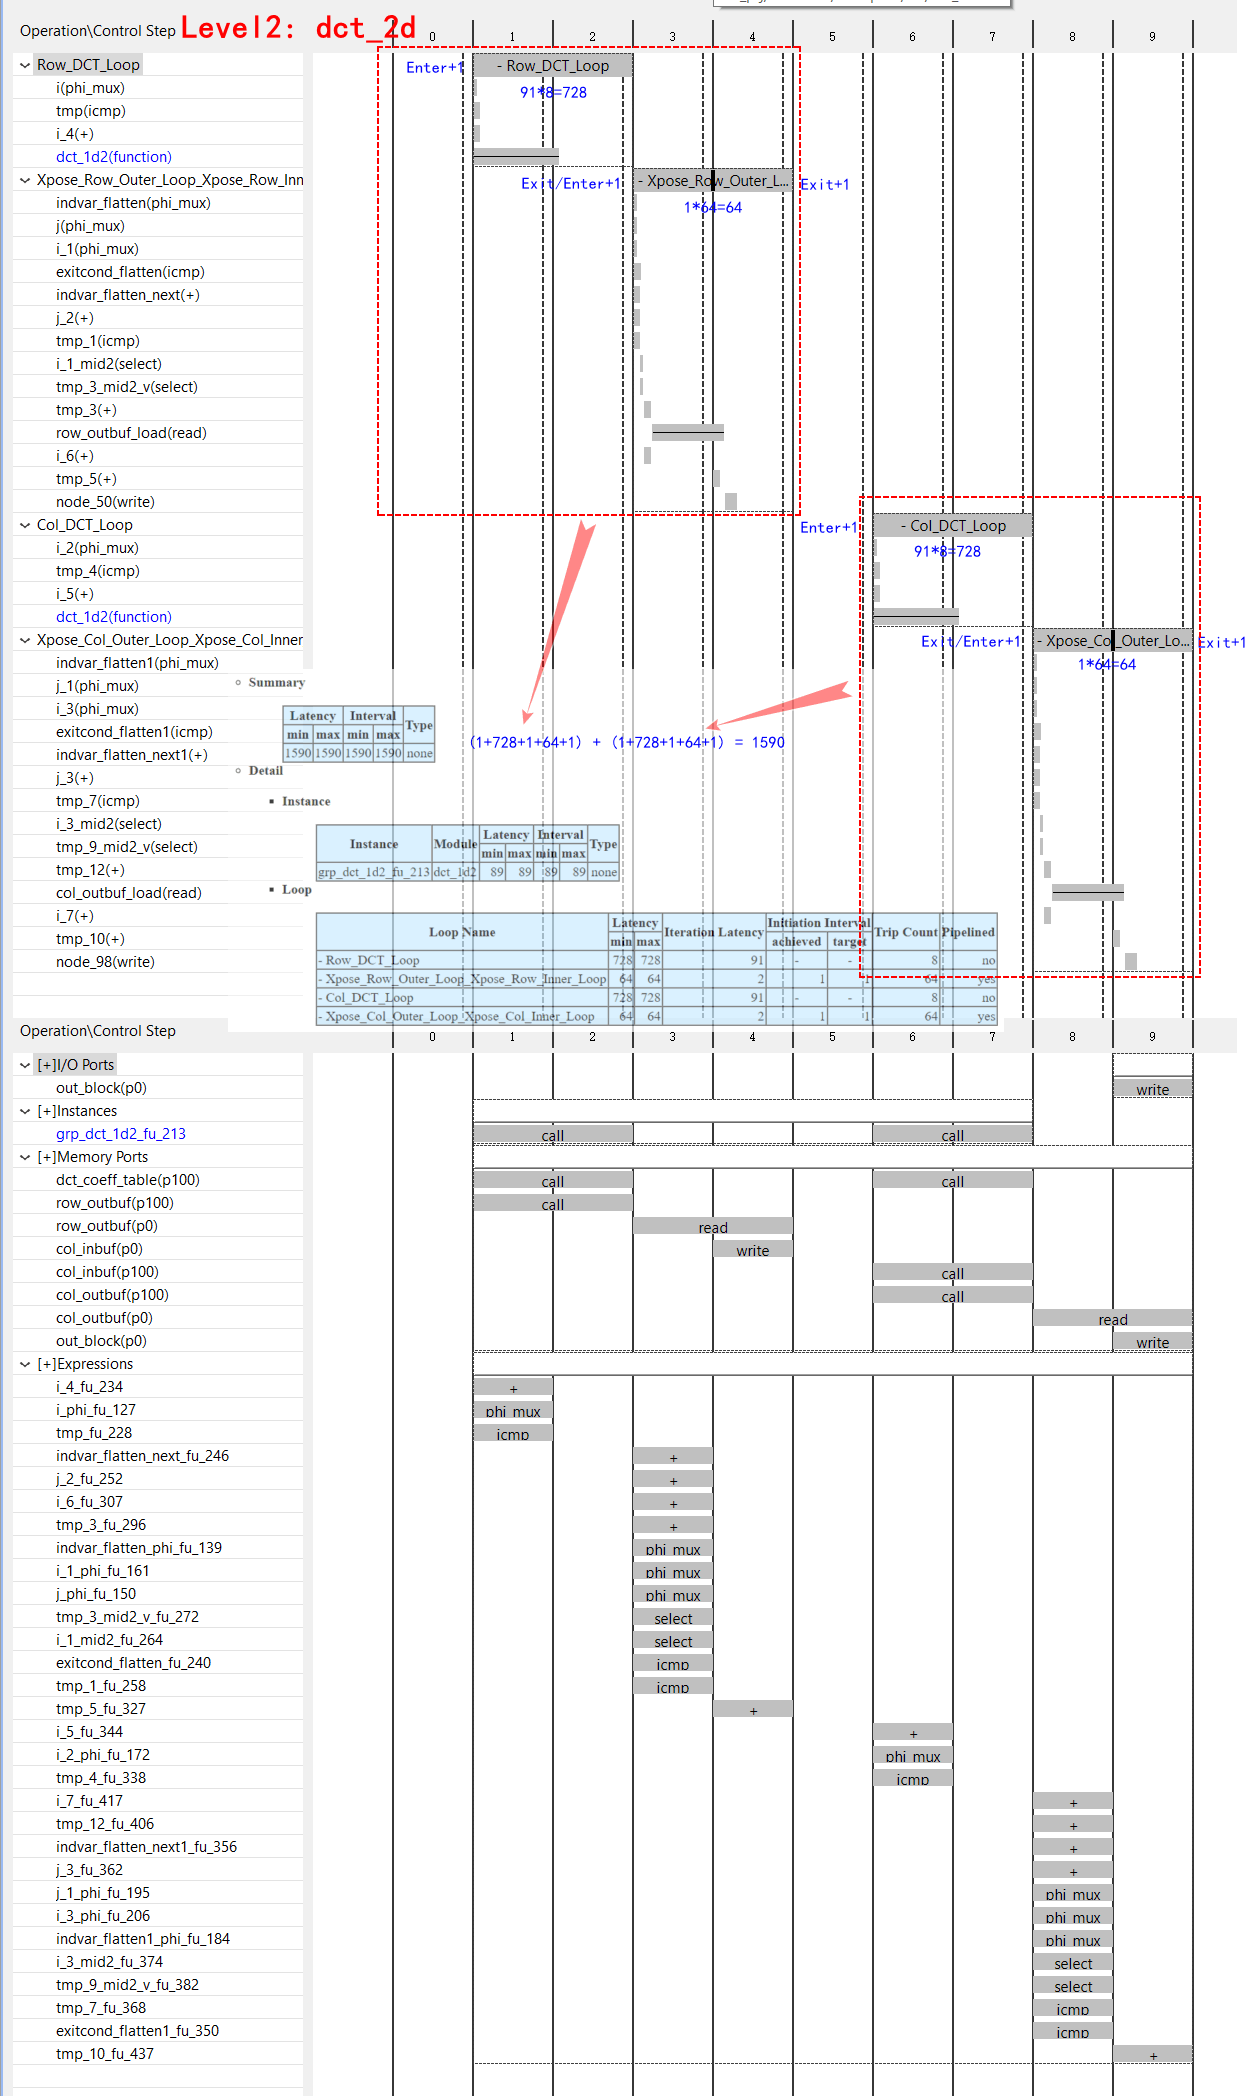 Operation\Control Step Level2: dct_2d 0 1 2 3 4 5 6 7 8 9
Row_DCT_Loop Enter+1 - Row_DCT_Loop
i(phi_mux) 91*8=728
tmp(icmp)
i_4(+)
dct_1d2(function)
Xpose_Row_Outer_Loop_Xpose_Row_Inn Exit/Enter+1 - Xpose_Row_Outer_L... Exit+1
indvar_flatten(phi_mux) 1*64=64
j(phi_mux)
i_1(phi_mux)
exitcond_flatten(icmp)
indvar_flatten_next(+)
j_2(+)
tmp_1(icmp)
i_1_mid2(select)
tmp_3_mid2_v(select)
tmp_3(+)
row_outbuf_load(read)
i_6(+)
tmp_5(+)
node_50(write)
Col_DCT_Loop Enter+1 - Col_DCT_Loop
i_2(phi_mux) 91*8=728
tmp_4(icmp)
i_5(+)
dct_1d2(function)
Xpose_Col_Outer_Loop_Xpose_Col_Inner Exit/Enter+1 - Xpose_Col_Outer_Lo... Exit+1
indvar_flatten1(phi_mux) 1*64=64
j_1(phi_mux)
i_3(phi_mux)
exitcond_flatten1(icmp)
indvar_flatten_next1(+)
j_3(+)
tmp_7(icmp)
i_3_mid2(select)
tmp_9_mid2_v(select)
tmp_12(+)
col_outbuf_load(read)
i_7(+)
tmp_10(+)
node_98(write)
Summary
Latency Interval Type
min max min max
1590 1590 1590 1590 none
(1+728+1+64+1) + (1+728+1+64+1) = 1590
Detail
Instance
Instance Module Latency Interval Type
min max min max
grp_dct_1d2_fu_213 dct_1d2 89 89 89 89 none
Loop
Loop Name Latency Iteration Latency Initiation Interval Trip Count Pipelined
min max achieved target
- Row_DCT_Loop 728 728 91 - - 8 no
- Xpose_Row_Outer_Loop_Xpose_Row_Inner_Loop 64 64 2 1 1 64 yes
- Col_DCT_Loop 728 728 91 - - 8 no
- Xpose_Col_Outer_Loop_Xpose_Col_Inner_Loop 64 64 2 1 1 64 yes
Operation\Control Step 0 1 2 3 4 5 6 7 8 9
[+]I/O Ports
out_block(p0) write
[+]Instances
grp_dct_1d2_fu_213 call call
[+]Memory Ports
dct_coeff_table(p100) call call
row_outbuf(p100) call
row_outbuf(p0) read
col_inbuf(p0) write
col_inbuf(p100) call
col_outbuf(p100) call
col_outbuf(p0) read
out_block(p0) write
[+]Expressions
i_4_fu_234 +
i_phi_fu_127 phi_mux
tmp_fu_228 icmp
indvar_flatten_next_fu_246 +
j_2_fu_252 +
i_6_fu_307 +
tmp_3_fu_296 +
indvar_flatten_phi_fu_139 phi_mux
i_1_phi_fu_161 phi_mux
j_phi_fu_150 phi_mux
tmp_3_mid2_v_fu_272 select
i_1_mid2_fu_264 select
exitcond_flatten_fu_240 icmp
tmp_1_fu_258 icmp
tmp_5_fu_327 +
i_5_fu_344 +
i_2_phi_fu_172 phi_mux
tmp_4_fu_338 icmp
i_7_fu_417 +
tmp_12_fu_406 +
indvar_flatten_next1_fu_356 +
j_3_fu_362 +
j_1_phi_fu_195 phi_mux
i_3_phi_fu_206 phi_mux
indvar_flatten1_phi_fu_184 phi_mux
i_3_mid2_fu_374 select
tmp_9_mid2_v_fu_382 select
tmp_7_fu_368 icmp
exitcond_flatten1_fu_350 icmp
tmp_10_fu_437 +